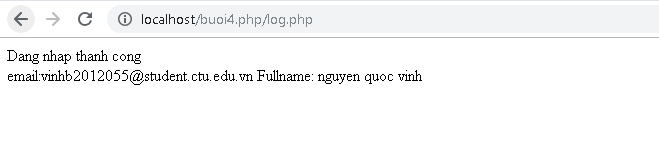 localhost/buoi4.php/log.php
Dang nhap thanh cong
email:vinhb2012055@student.ctu.edu.vn Fullname: nguyen quoc vinh